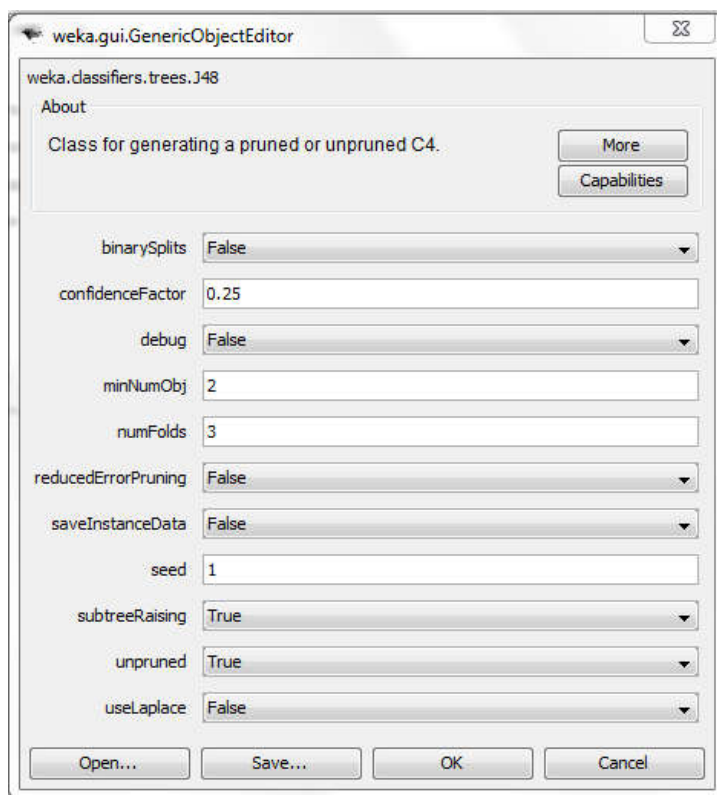 weka.gui.GenericObjectEditor
weka.classifiers.trees.J48
About
Class for generating a pruned or unpruned C4.
More
Capabilities
binarySplits False
confidenceFactor 0.25
debug False
minNumObj 2
numFolds 3
reducedErrorPruning False
saveInstanceData False
seed 1
subtreeRaising True
unpruned True
useLaplace False
Open... Save... OK Cancel